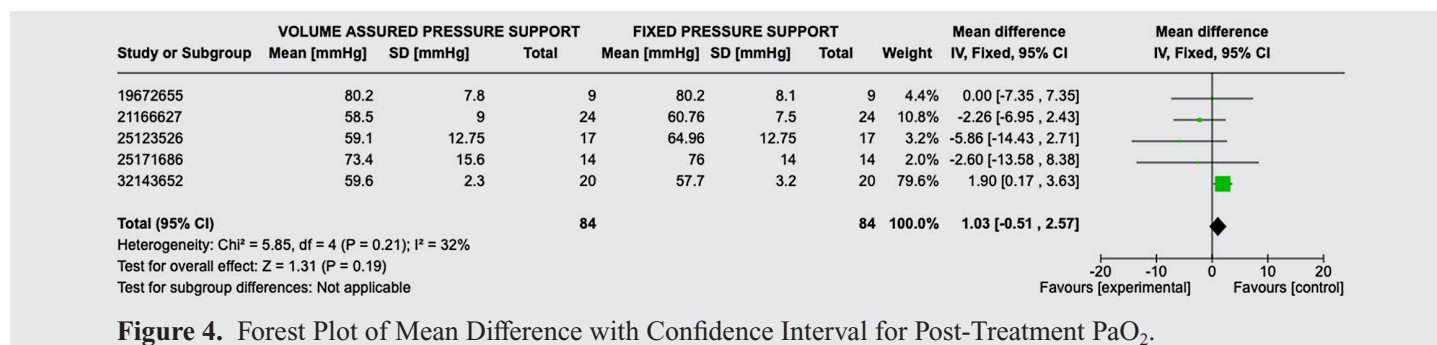 VOLUME ASSURED PRESSURE SUPPORT FIXED PRESSURE SUPPORT Mean difference Mean difference
Study or Subgroup Mean [mmHg] SD [mmHg] Total Mean [mmHg] SD [mmHg] Total Weight IV, Fixed, 95% CI IV, Fixed, 95% CI
19672655 80.2 7.8 9 80.2 8.1 9 4.4% 0.00 [-7.35 , 7.35]
21166627 58.5 9 24 60.76 7.5 24 10.8% -2.26 [-6.95 , 2.43]
25123526 59.1 12.75 17 64.96 12.75 17 3.2% -5.86 [-14.43 , 2.71]
25171686 73.4 15.6 14 76 14 14 2.0% -2.60 [-13.58 , 8.38]
32143652 59.6 2.3 20 57.7 3.2 20 79.6% 1.90 [0.17 , 3.63]
Total (95% CI) 84 84 100.0% 1.03 [-0.51 , 2.57]
Heterogeneity: Chi² = 5.85, df = 4 (P = 0.21); I² = 32%
Test for overall effect: Z = 1.31 (P = 0.19)
Test for subgroup differences: Not applicable
-20 -10 0 10 20
Favours [experimental] Favours [control]
Figure 4. Forest Plot of Mean Difference with Confidence Interval for Post-Treatment PaO₂.